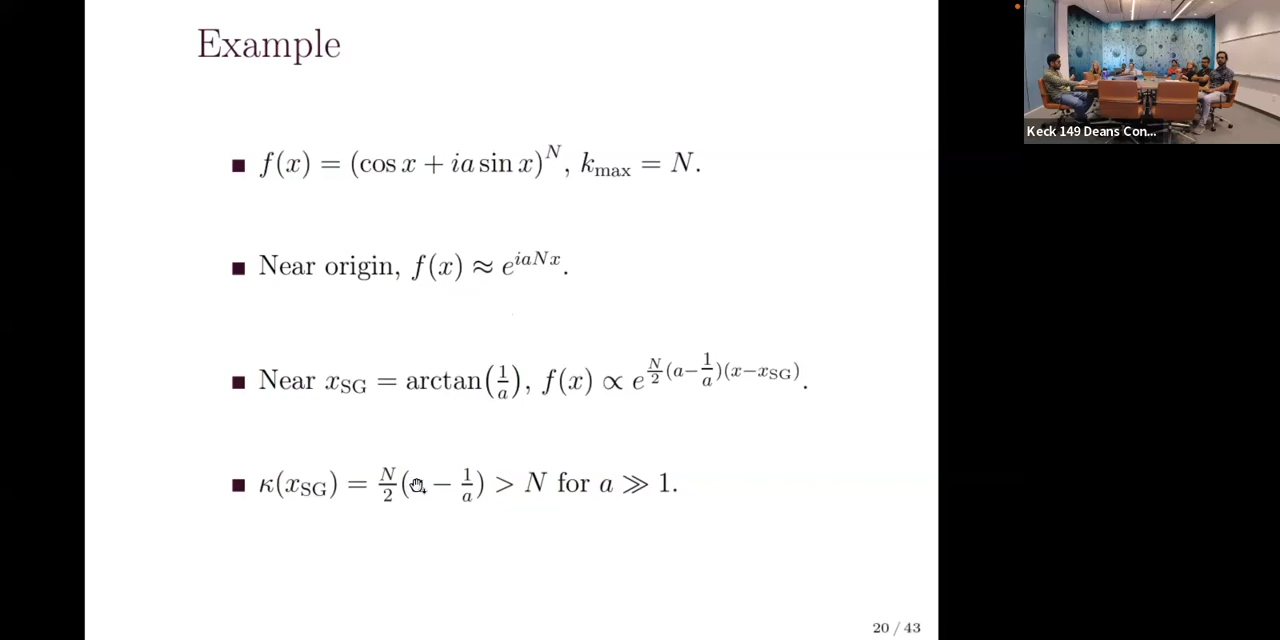 Example
f(x) = (cos x + ia sin x)^N, k_max = N.
Near origin, f(x) ≈ e^{iaNx}.
Near x_SG = arctan(1/a), f(x) ∝ e^{N/2(a−1/a)(x−x_SG)}.
κ(x_SG) = N/2( − 1/a) > N for a ≫ 1.
20 / 43
Keck 149 Deans Con...